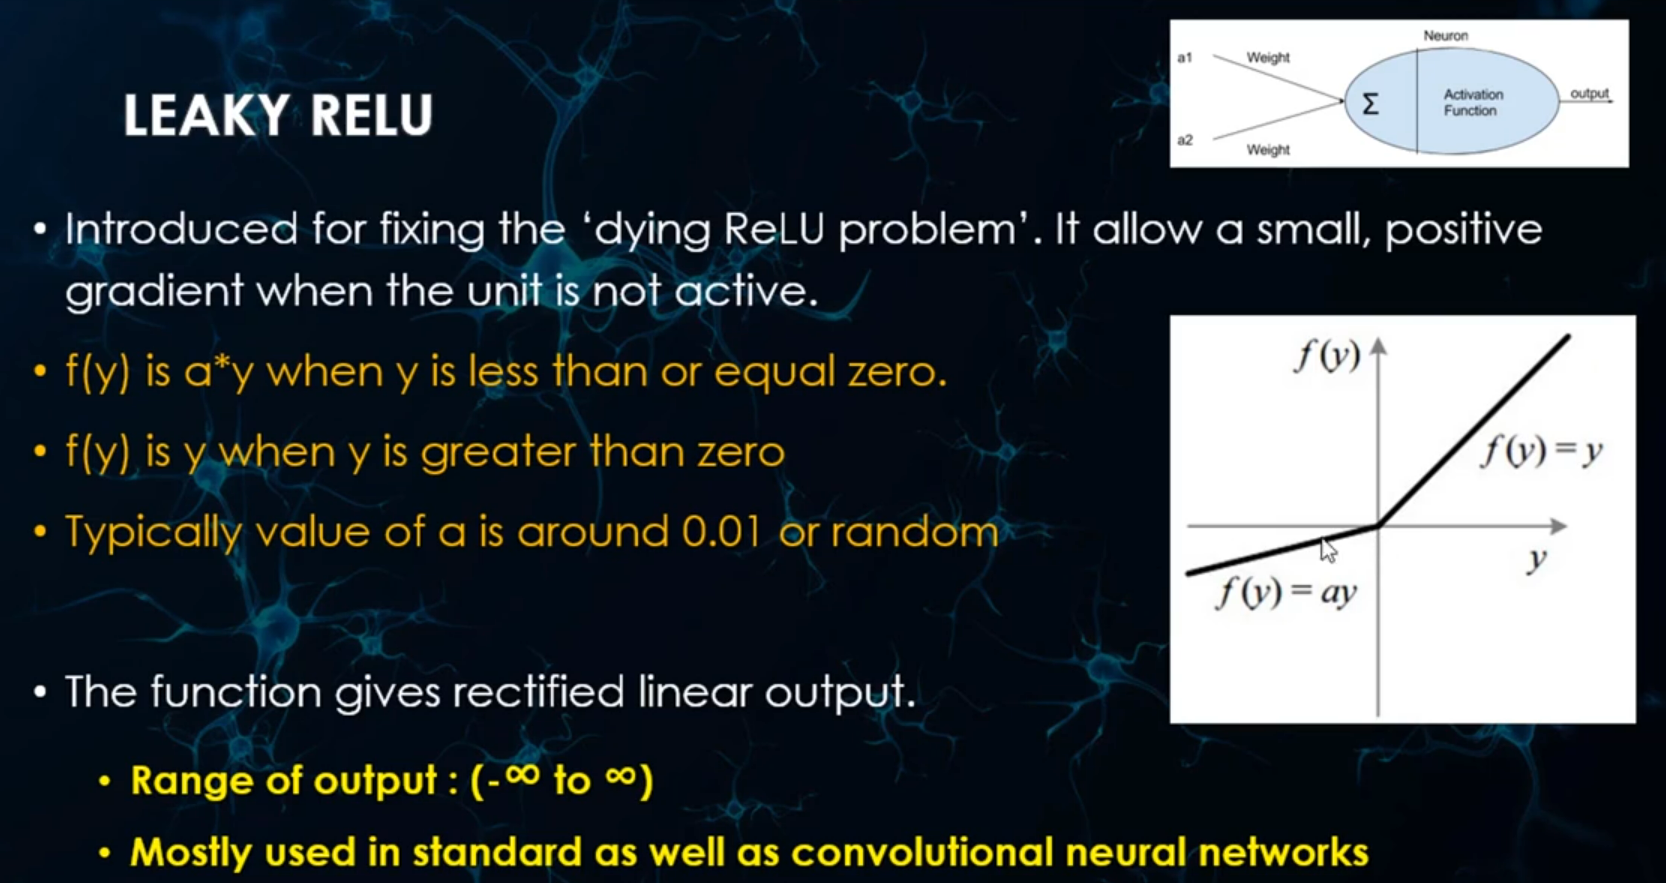 LEAKY RELU
Neuron
a1
Weight
Σ
Activation
Function
output
a2
Weight
• Introduced for fixing the ‘dying ReLU problem’. It allow a small, positive
gradient when the unit is not active.
• f(y) is a*y when y is less than or equal zero.
• f(y) is y when y is greater than zero
• Typically value of a is around 0.01 or random
f(y)
f(y) = y
y
f(y) = ay
• The function gives rectified linear output.
• Range of output : (-∞ to ∞)
• Mostly used in standard as well as convolutional neural networks